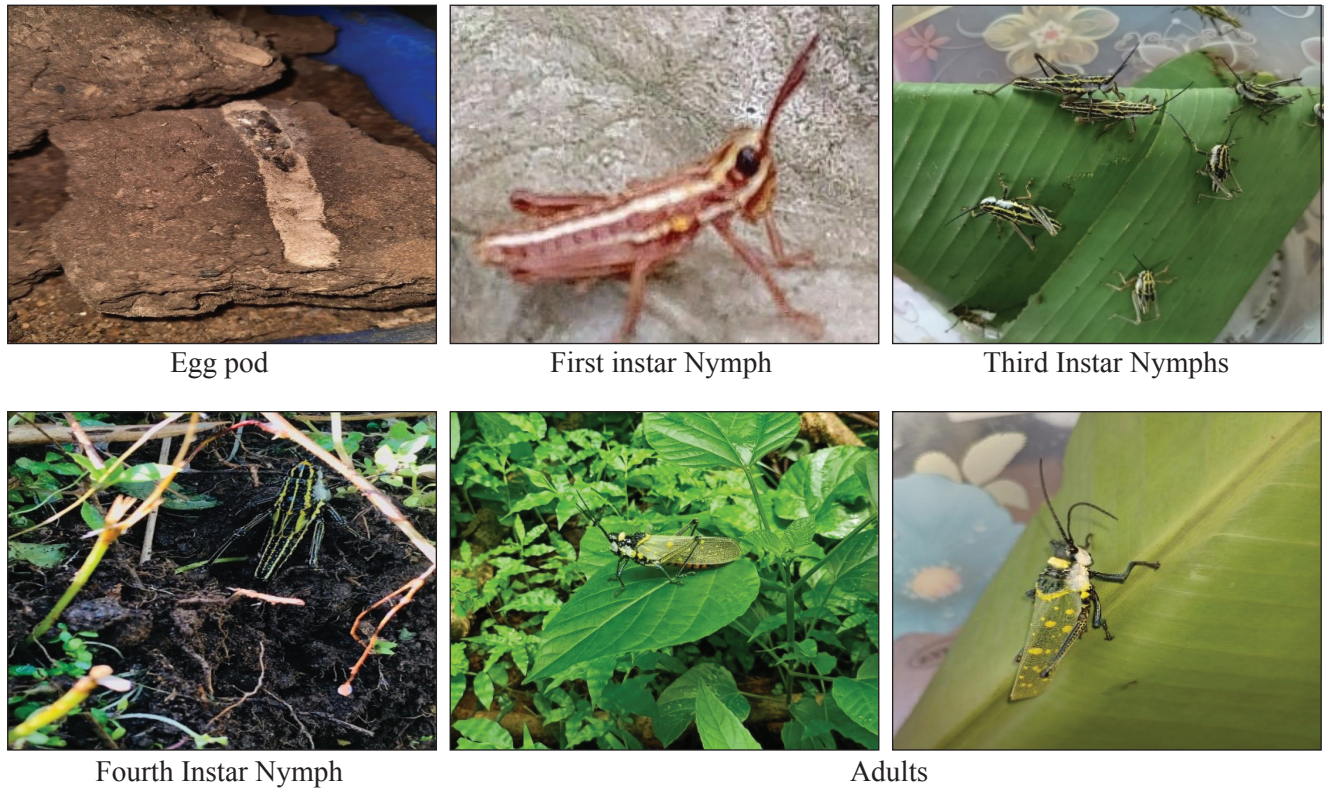 Egg pod
First instar Nymph
Third Instar Nymphs
Fourth Instar Nymph
Adults